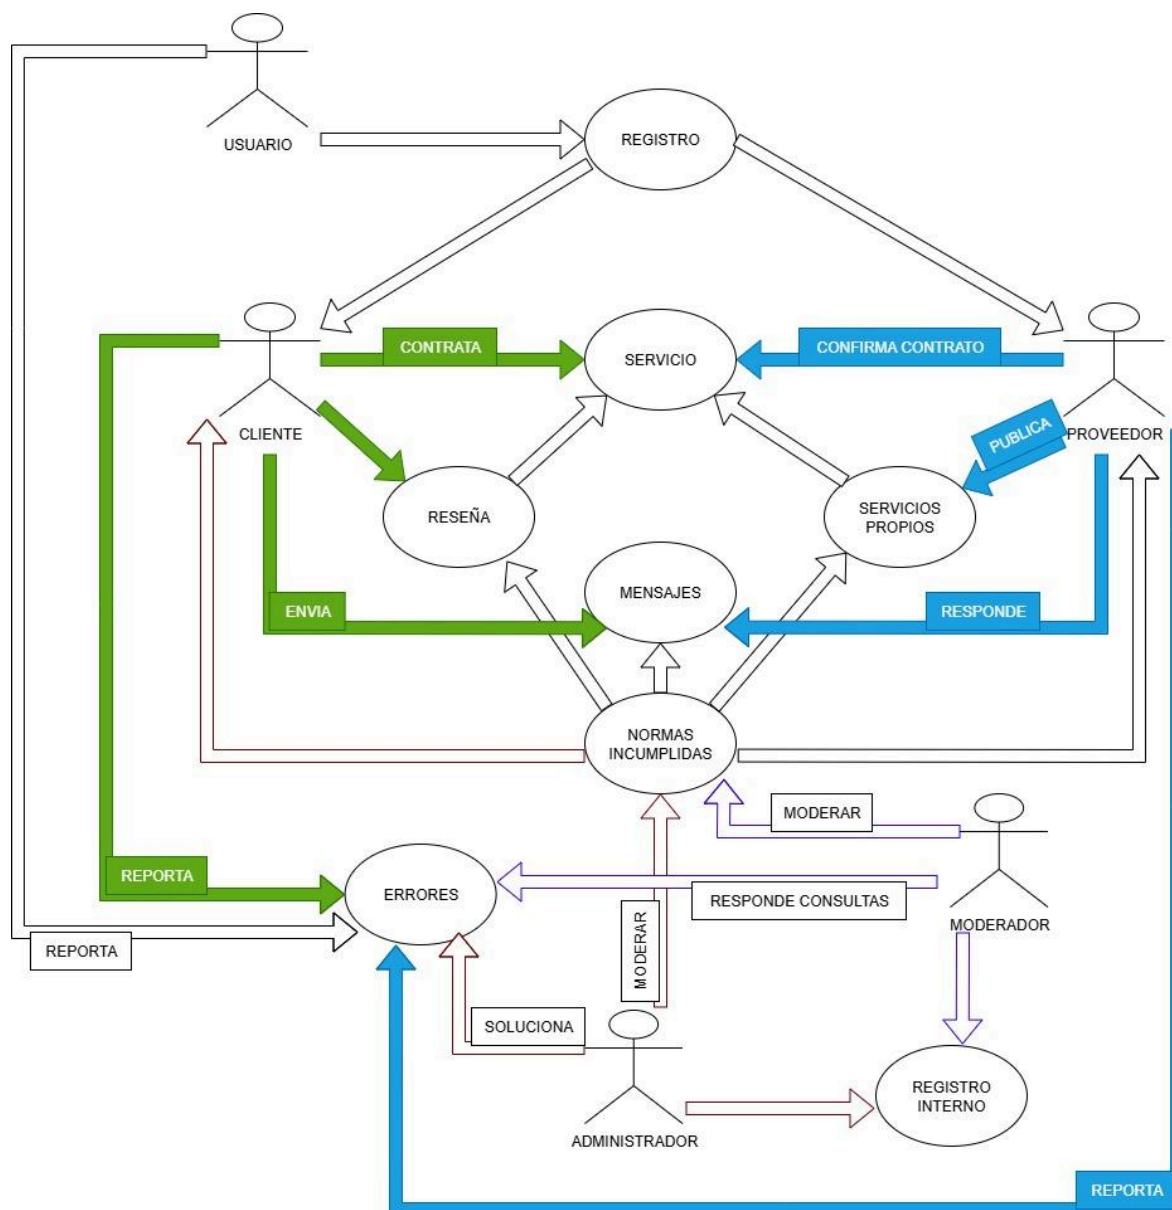 USUARIO
REGISTRO
CONTRATA
SERVICIO
CONFIRMA CONTRATO
CLIENTE
PUBLICA
PROVEEDOR
RESEÑA
SERVICIOS
PROPIOS
MENSAJES
ENVIA
RESPONDE
NORMAS
INCUMPLIDAS
MODERAR
REPORTA
ERRORES
RESPONDE CONSULTAS
MODERADOR
REPORTA
MODERAR
SOLUCIONA
REGISTRO
INTERNO
ADMINISTRADOR
REPORTA